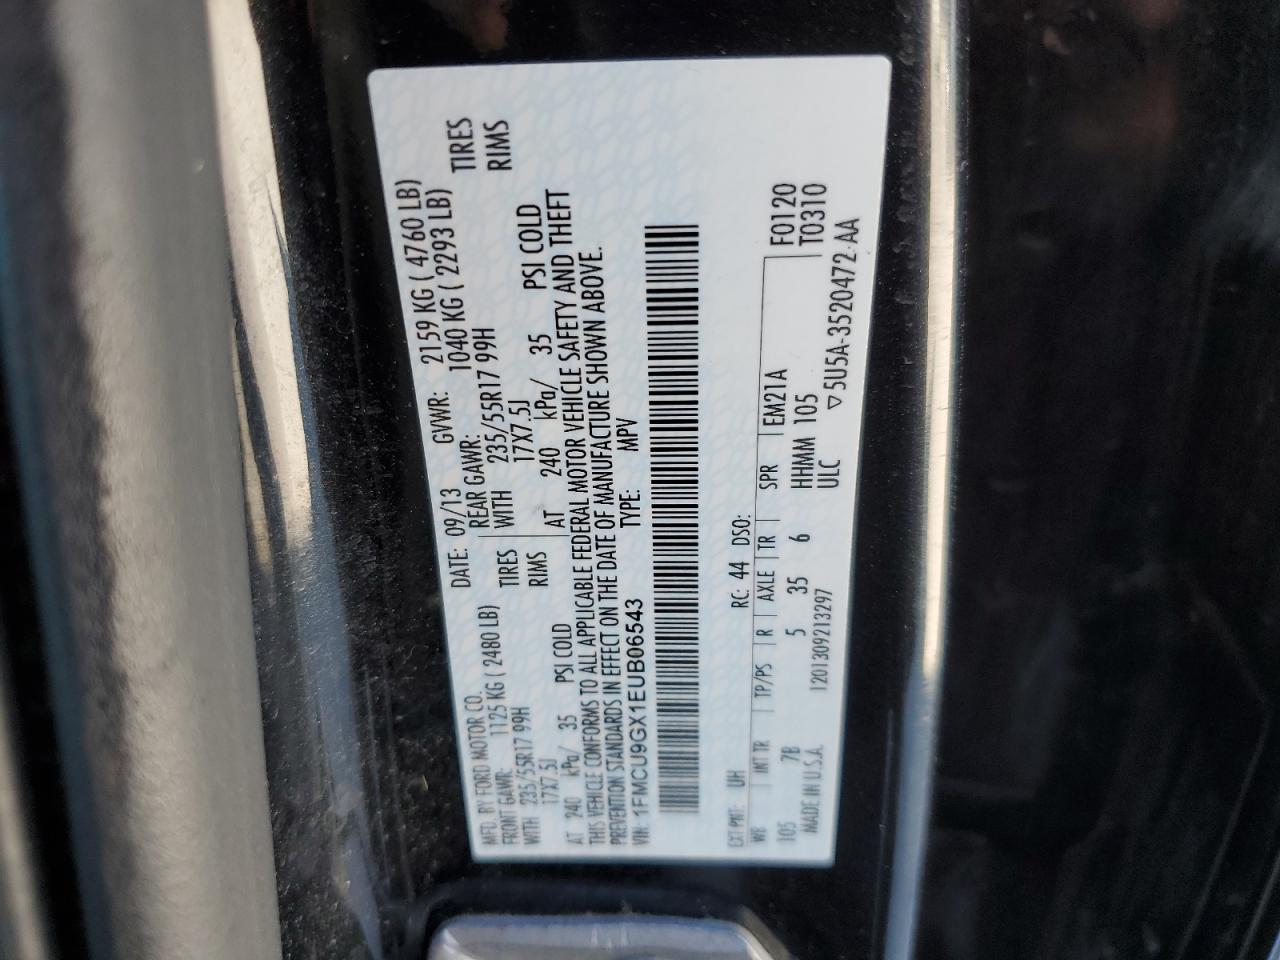 MFD. BY FORD MOTOR CO.
DATE: 09/13 GVWR: 2159 KG ( 4760 LB)
FRONT GAWR: 1125 KG ( 2480 LB) REAR GAWR: 1040 KG ( 2293 LB)
WITH 235/55R17 99H TIRES WITH 235/55R17 99H TIRES
17X7.5J RIMS 17X7.5J RIMS
AT 240 kPa/ 35 PSI COLD AT 240 kPa/ 35 PSI COLD
THIS VEHICLE CONFORMS TO ALL APPLICABLE FEDERAL MOTOR VEHICLE SAFETY AND THEFT
PREVENTION STANDARDS IN EFFECT ON THE DATE OF MANUFACTURE SHOWN ABOVE.
VIN: 1FMCU9GX1EUB06543 TYPE: MPV
EXT PNT: UH RC: 44 DSO: F0120
WB INT TR TP/PS R AXLE TR SPR EM21A T0310
105 7B 5 35 6 HHMM 105
MADE IN U.S.A. 1201309213297 ULC ▽5U5A-3520472 AA